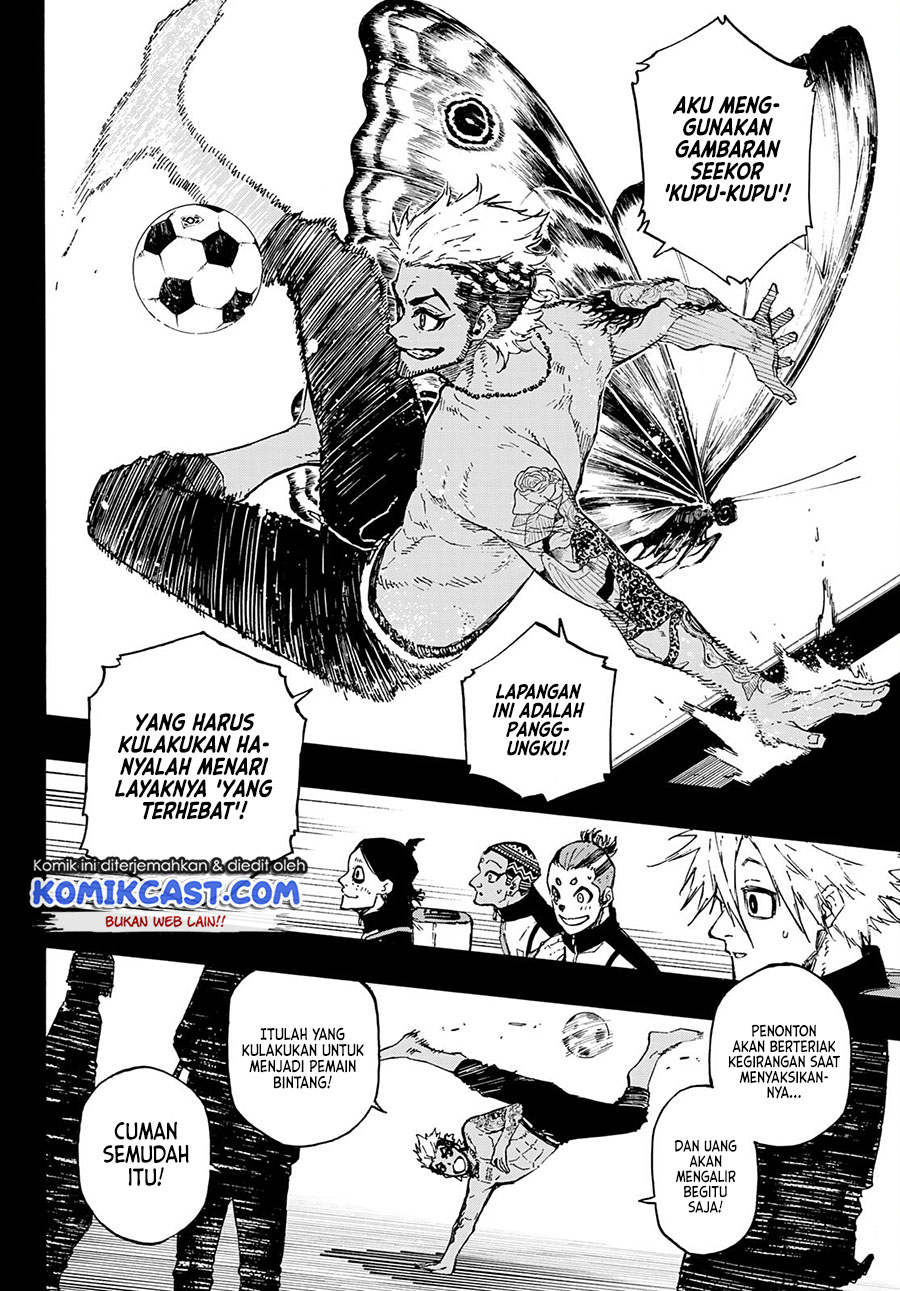 AKU MENG-
GUNAKAN
GAMBARAN
SEEKOR
'KUPU-KUPU'!
LAPANGAN
INI ADALAH
PANGG-
UNGKU!
YANG HARUS
KULAKUKAN HA-
NYALAH MENARI
LAYAKNYA 'YANG
TERHEBAT'!
Komik ini diterjemahkan & diedit oleh
KOMIKCAST.COM
BUKAN WEB LAIN!!
PENONTON
AKAN BERTERIAK
KEGIRANGAN SAAT
MENYAKSIKAN-
NYA...
DAN UANG
AKAN
MENGALIR
BEGITU
SAJA!
ITULAH YANG
KULAKUKAN UNTUK
MENJADI PEMAIN
BINTANG!
CUMAN
SEMUDAH
ITU!